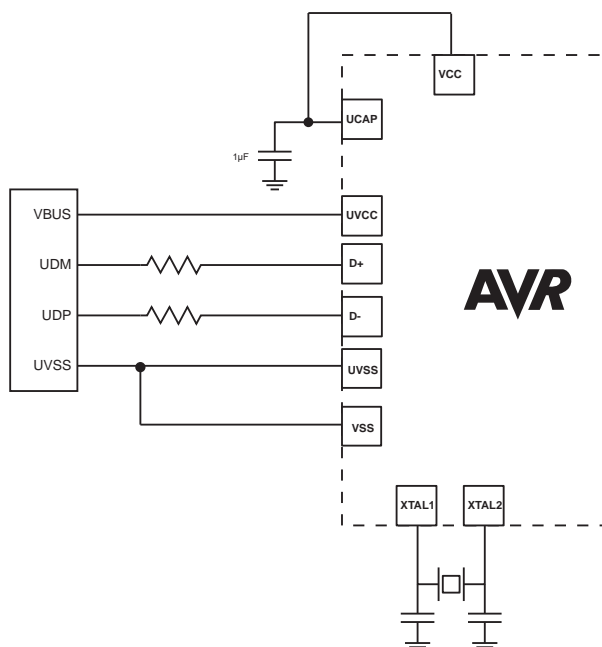 VCC
UCAP
1µF
VBUS
UVCC
UDM
D+
AVR
UDP
D-
UVSS
UVSS
VSS
XTAL1
XTAL2